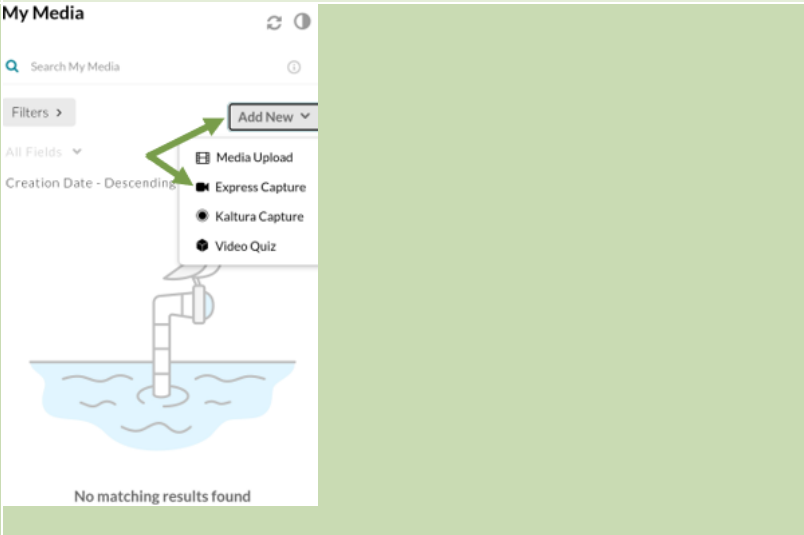 My Media
Search My Media
Filters >
Add New
All Fields
Media Upload
Creation Date - Descending
Express Capture
Kaltura Capture
Video Quiz
No matching results found